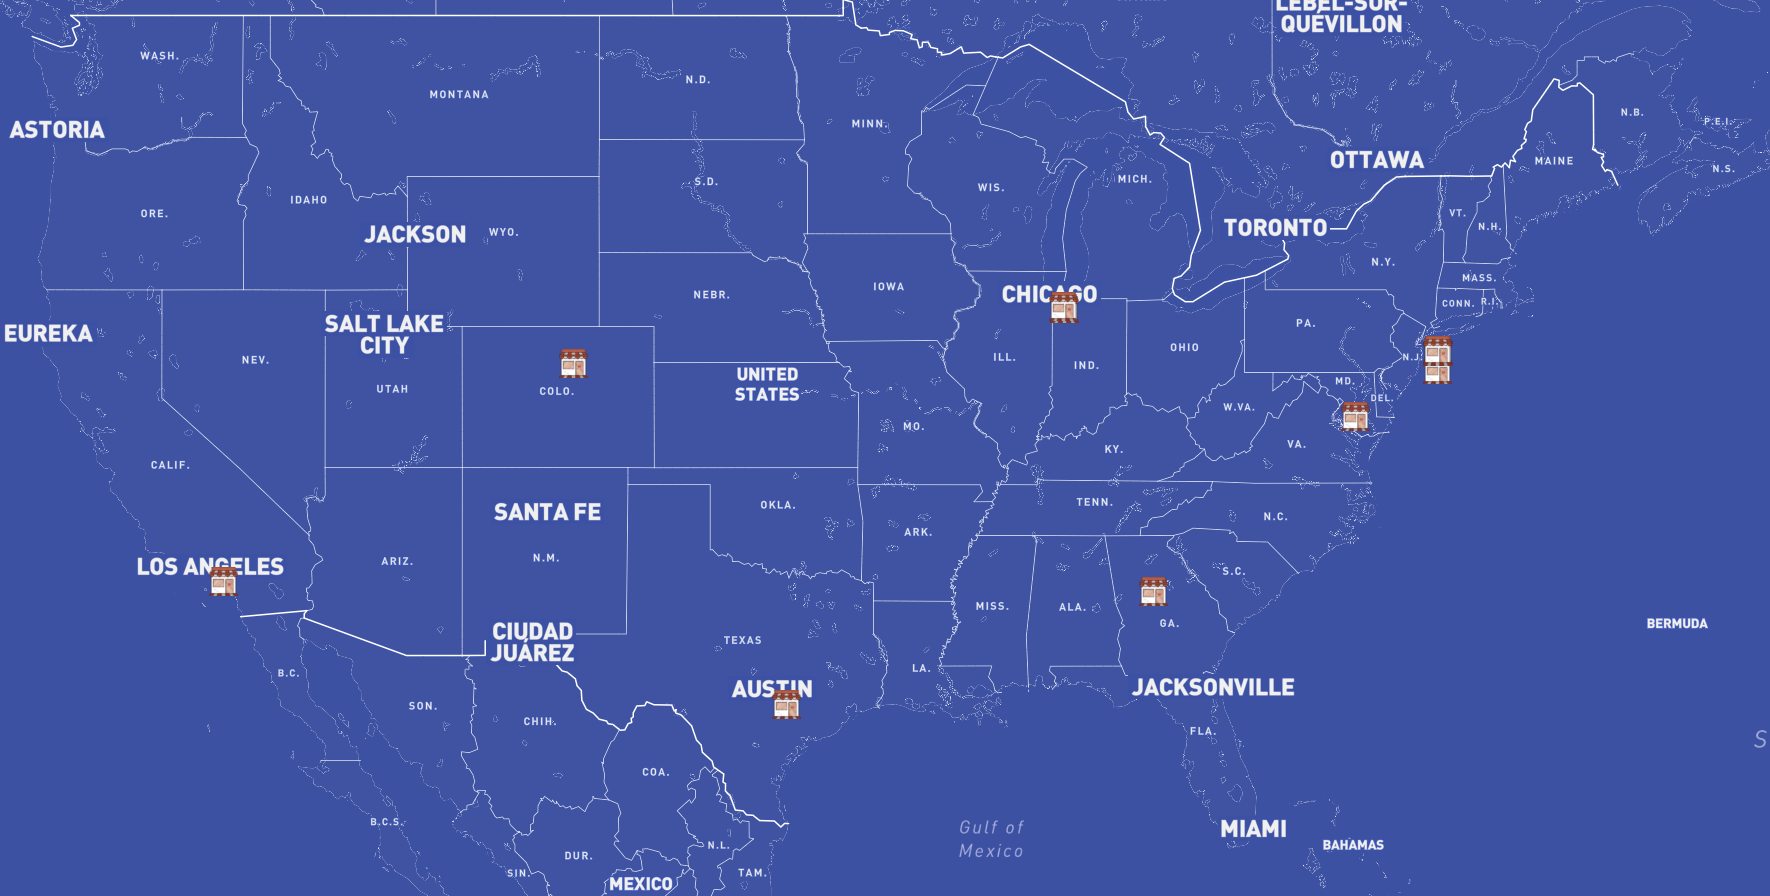 LEBEL-SUR-
QUÉVILLON
WASH.
N.D.
MONTANA
MINN.
N.B.
P.E.I.
ASTORIA
OTTAWA
MAINE
N.S.
S.D.
WIS.
MICH.
IDAHO
ORE.
VT.
N.H.
JACKSON
WYO.
TORONTO
N.Y.
MASS.
IOWA
NEBR.
CHICAGO
CONN.
R.I.
EUREKA
SALT LAKE
CITY
PA.
NEV.
ILL.
IND.
OHIO
N.J.
UTAH
COLO.
UNITED
STATES
MD.
DEL.
W.VA.
MO.
VA.
KY.
CALIF.
SANTA FE
OKLA.
TENN.
N.C.
ARK.
N.M.
ARIZ.
LOS ANGELES
S.C.
MISS.
ALA.
GA.
BERMUDA
CIUDAD
JUÁREZ
TEXAS
LA.
B.C.
AUSTIN
JACKSONVILLE
SON.
CHIH.
FLA.
S
COA.
B.C.S.
Gulf of
Mexico
MIAMI
BAHAMAS
N.L.
DUR.
SIN.
TAM.
MEXICO